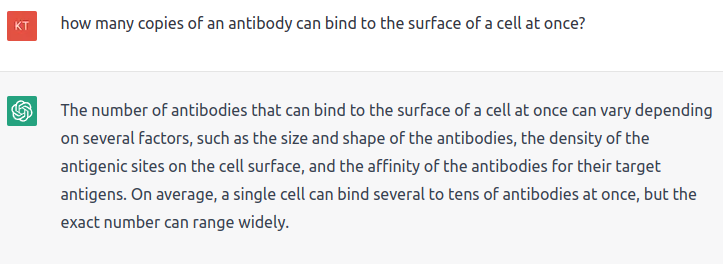 KT
how many copies of an antibody can bind to the surface of a cell at once?
The number of antibodies that can bind to the surface of a cell at once can vary depending
on several factors, such as the size and shape of the antibodies, the density of the
antigenic sites on the cell surface, and the affinity of the antibodies for their target
antigens. On average, a single cell can bind several to tens of antibodies at once, but the
exact number can range widely.